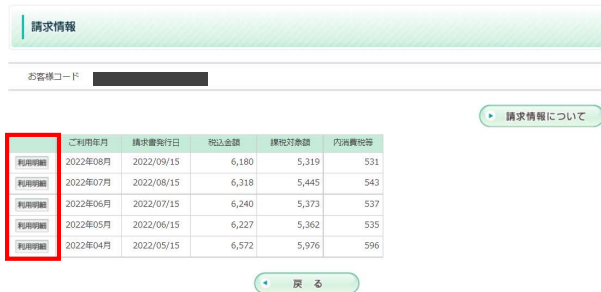 請求情報
お客様コード
請求情報について
ご利用年月 請求書発行日 税込金額 課税対象額 内消費税等
利用明細 2022年08月 2022/09/15 6,180 5,319 531
利用明細 2022年07月 2022/08/15 6,318 5,445 543
利用明細 2022年06月 2022/07/15 6,240 5,373 537
利用明細 2022年05月 2022/06/15 6,227 5,362 535
利用明細 2022年04月 2022/05/15 6,572 5,976 596
戻る